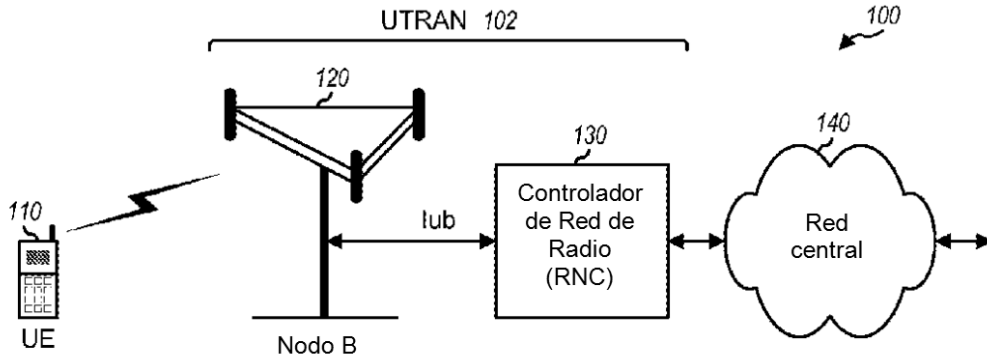 UTRAN 102
100
120
130
140
110
Controlador
de Red de
Radio
(RNC)
Iub
Red
central
UE
Nodo B